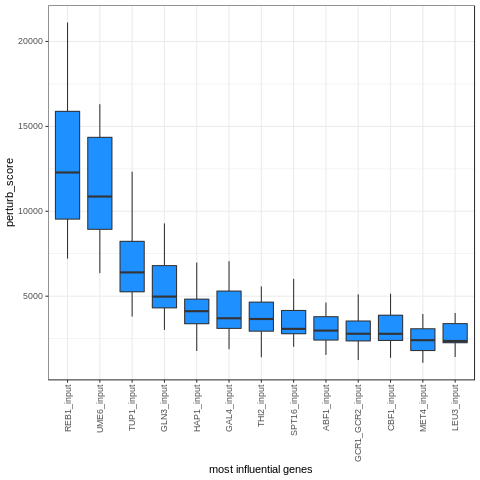 perturb_score
20000
15000
10000
5000
REB1_input
UME6_input
TUP1_input
GLN3_input
HAP1_input
GAL4_input
THI2_input
SPT16_input
ABF1_input
GCR1_GCR2_input
CBF1_input
MET4_input
LEU3_input
most influential genes